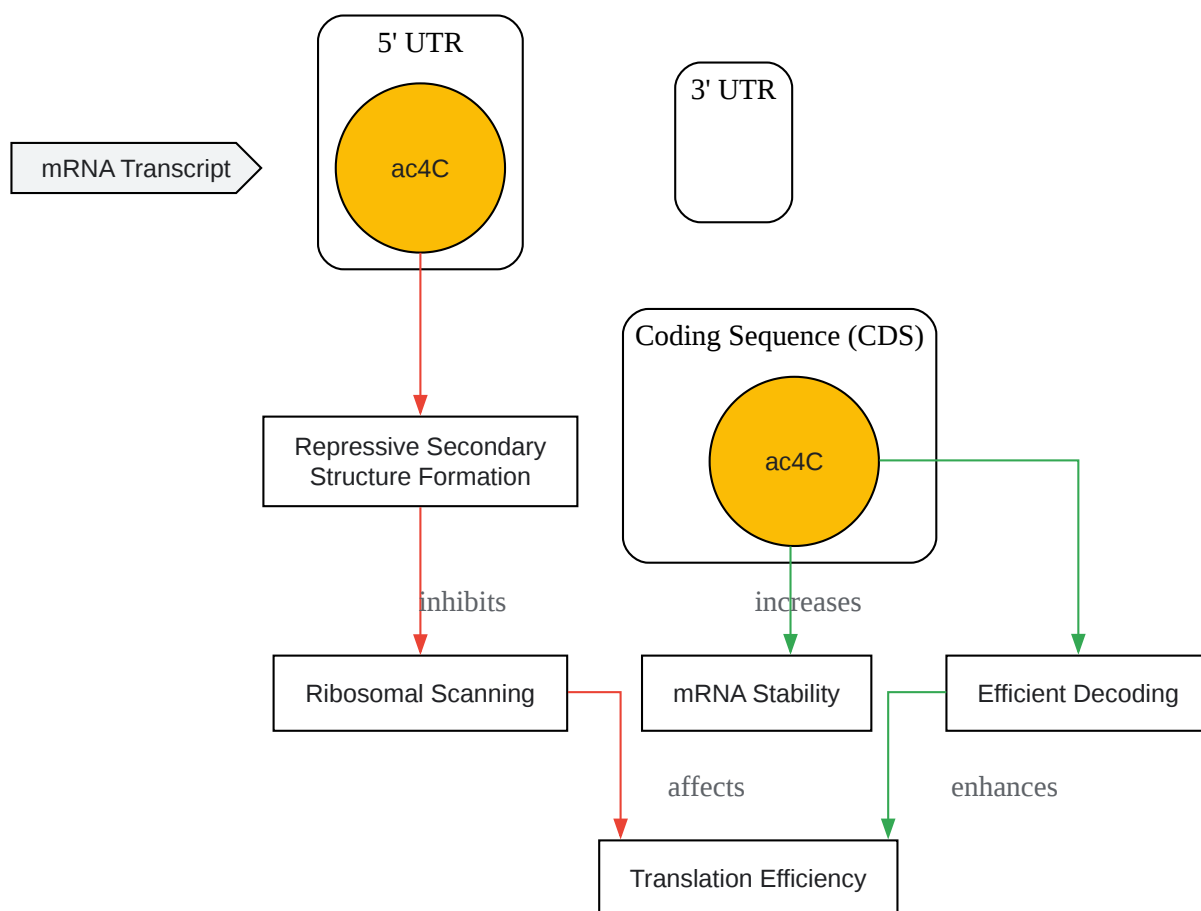 5' UTR
3' UTR
mRNA Transcript
ac4C
Coding Sequence (CDS)
ac4C
Repressive Secondary
Structure Formation
inhibits
increases
Ribosomal Scanning
mRNA Stability
Efficient Decoding
affects
enhances
Translation Efficiency